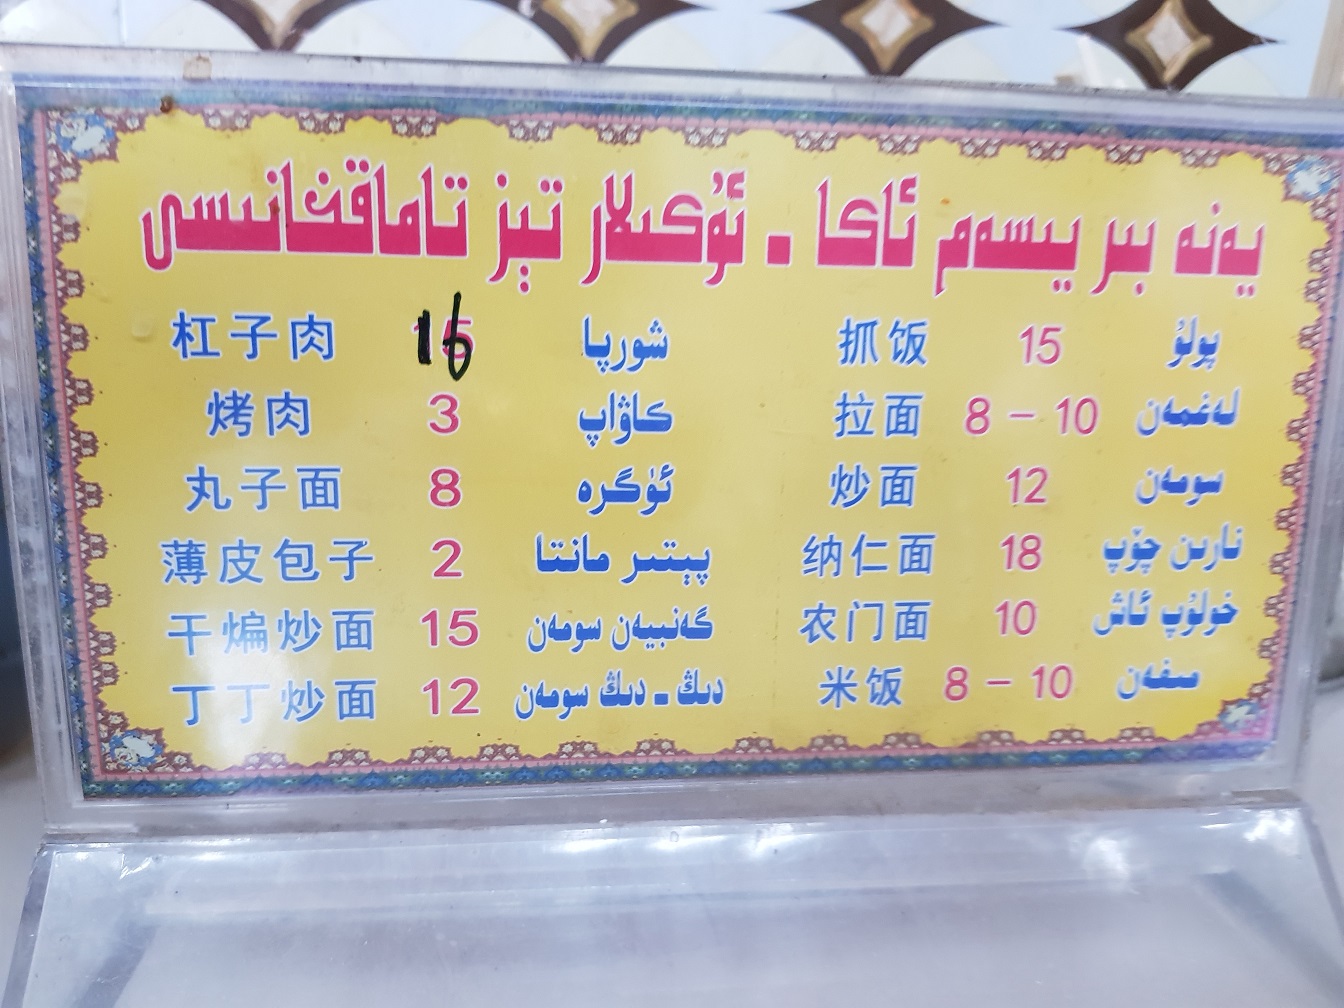 يەنە بىر يىسەم ئاكا - ئۇكىلار تېز تاماقخانىسى
杠子肉 16 شورپا 抓饭 15 پولۇ
烤肉 3 كاۋاپ 拉面 8 - 10 لەغمەن
丸子面 8 ئۈگرە 炒面 12 سومەن
薄皮包子 2 پېتىر مانتا 纳仁面 18 نارىن چۆپ
干煸炒面 15 گەنبيەن سومەن 农门面 10 خولۇپ ئاش
丁丁炒面 12 دىڭ - دىڭ سومەن 米饭 8 - 10 مىفەن